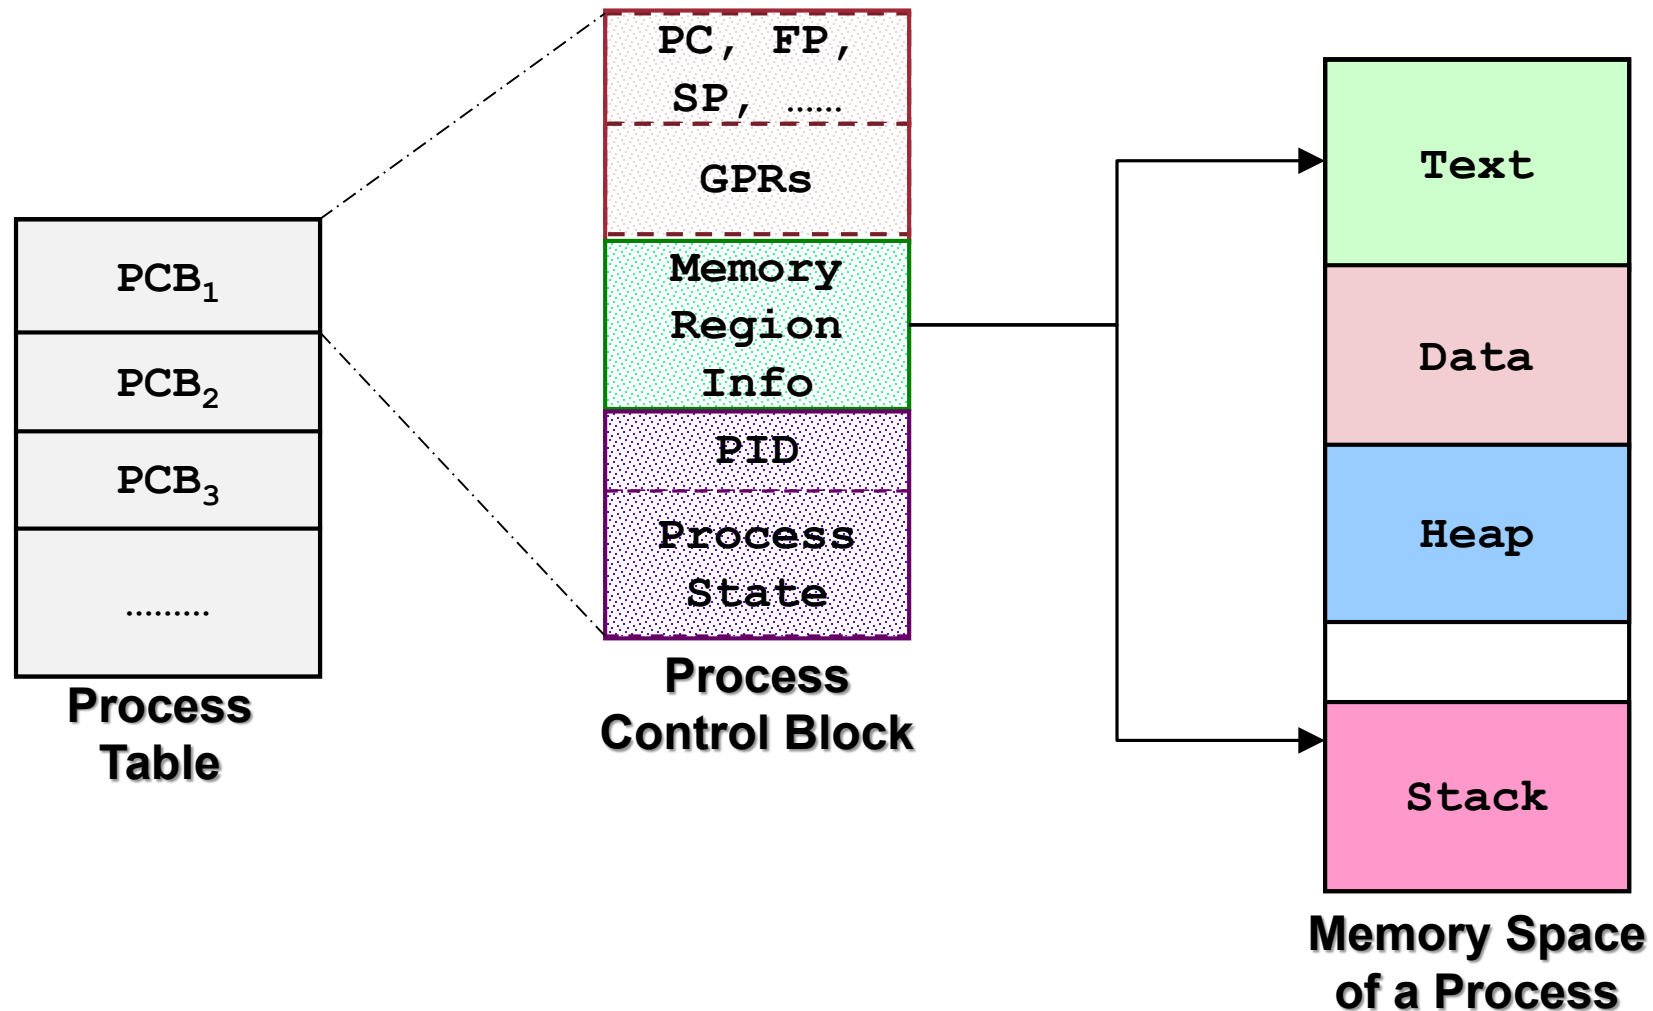 PCB₁
PCB₂
PCB₃
.........
Process
Table
PC, FP,
SP, ......
GPRs
Memory
Region
Info
PID
Process
State
Process
Control Block
Text
Data
Heap
Stack
Memory Space
of a Process